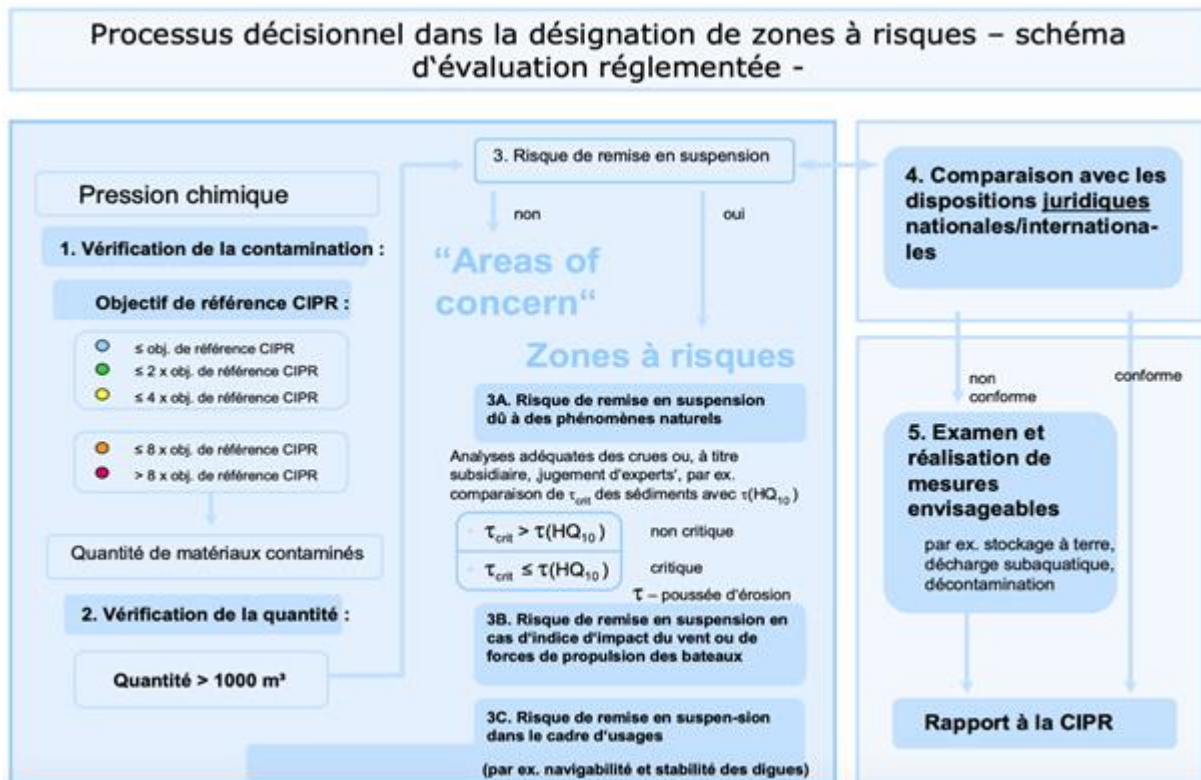 Processus décisionnel dans la désignation de zones à risques – schéma
d‘évaluation réglementée -
Pression chimique
1. Vérification de la contamination :
Objectif de référence CIPR :
≤ obj. de référence CIPR
≤ 2 x obj. de référence CIPR
≤ 4 x obj. de référence CIPR
≤ 8 x obj. de référence CIPR
> 8 x obj. de référence CIPR
Quantité de matériaux contaminés
2. Vérification de la quantité :
Quantité > 1000 m³
3. Risque de remise en suspension
non
oui
“Areas of
concern“
Zones à risques
3A. Risque de remise en suspension
dû à des phénomènes naturels
Analyses adéquates des crues ou, à titre
subsidiaire, ‚jugement d'experts', par ex.
comparaison de τcrit des sédiments avec τ(HQ10)
τcrit > τ(HQ10) non critique
τcrit ≤ τ(HQ10) critique
τ – poussée d'érosion
3B. Risque de remise en suspension en
cas d'indice d'impact du vent ou de
forces de propulsion des bateaux
3C. Risque de remise en suspen-sion
dans le cadre d'usages
(par ex. navigabilité et stabilité des digues)
4. Comparaison avec les
dispositions juridiques
nationales/internationa-
les
non
conforme
conforme
5. Examen et
réalisation de
mesures
envisageables
par ex. stockage à terre,
décharge subaquatique,
décontamination
Rapport à la CIPR